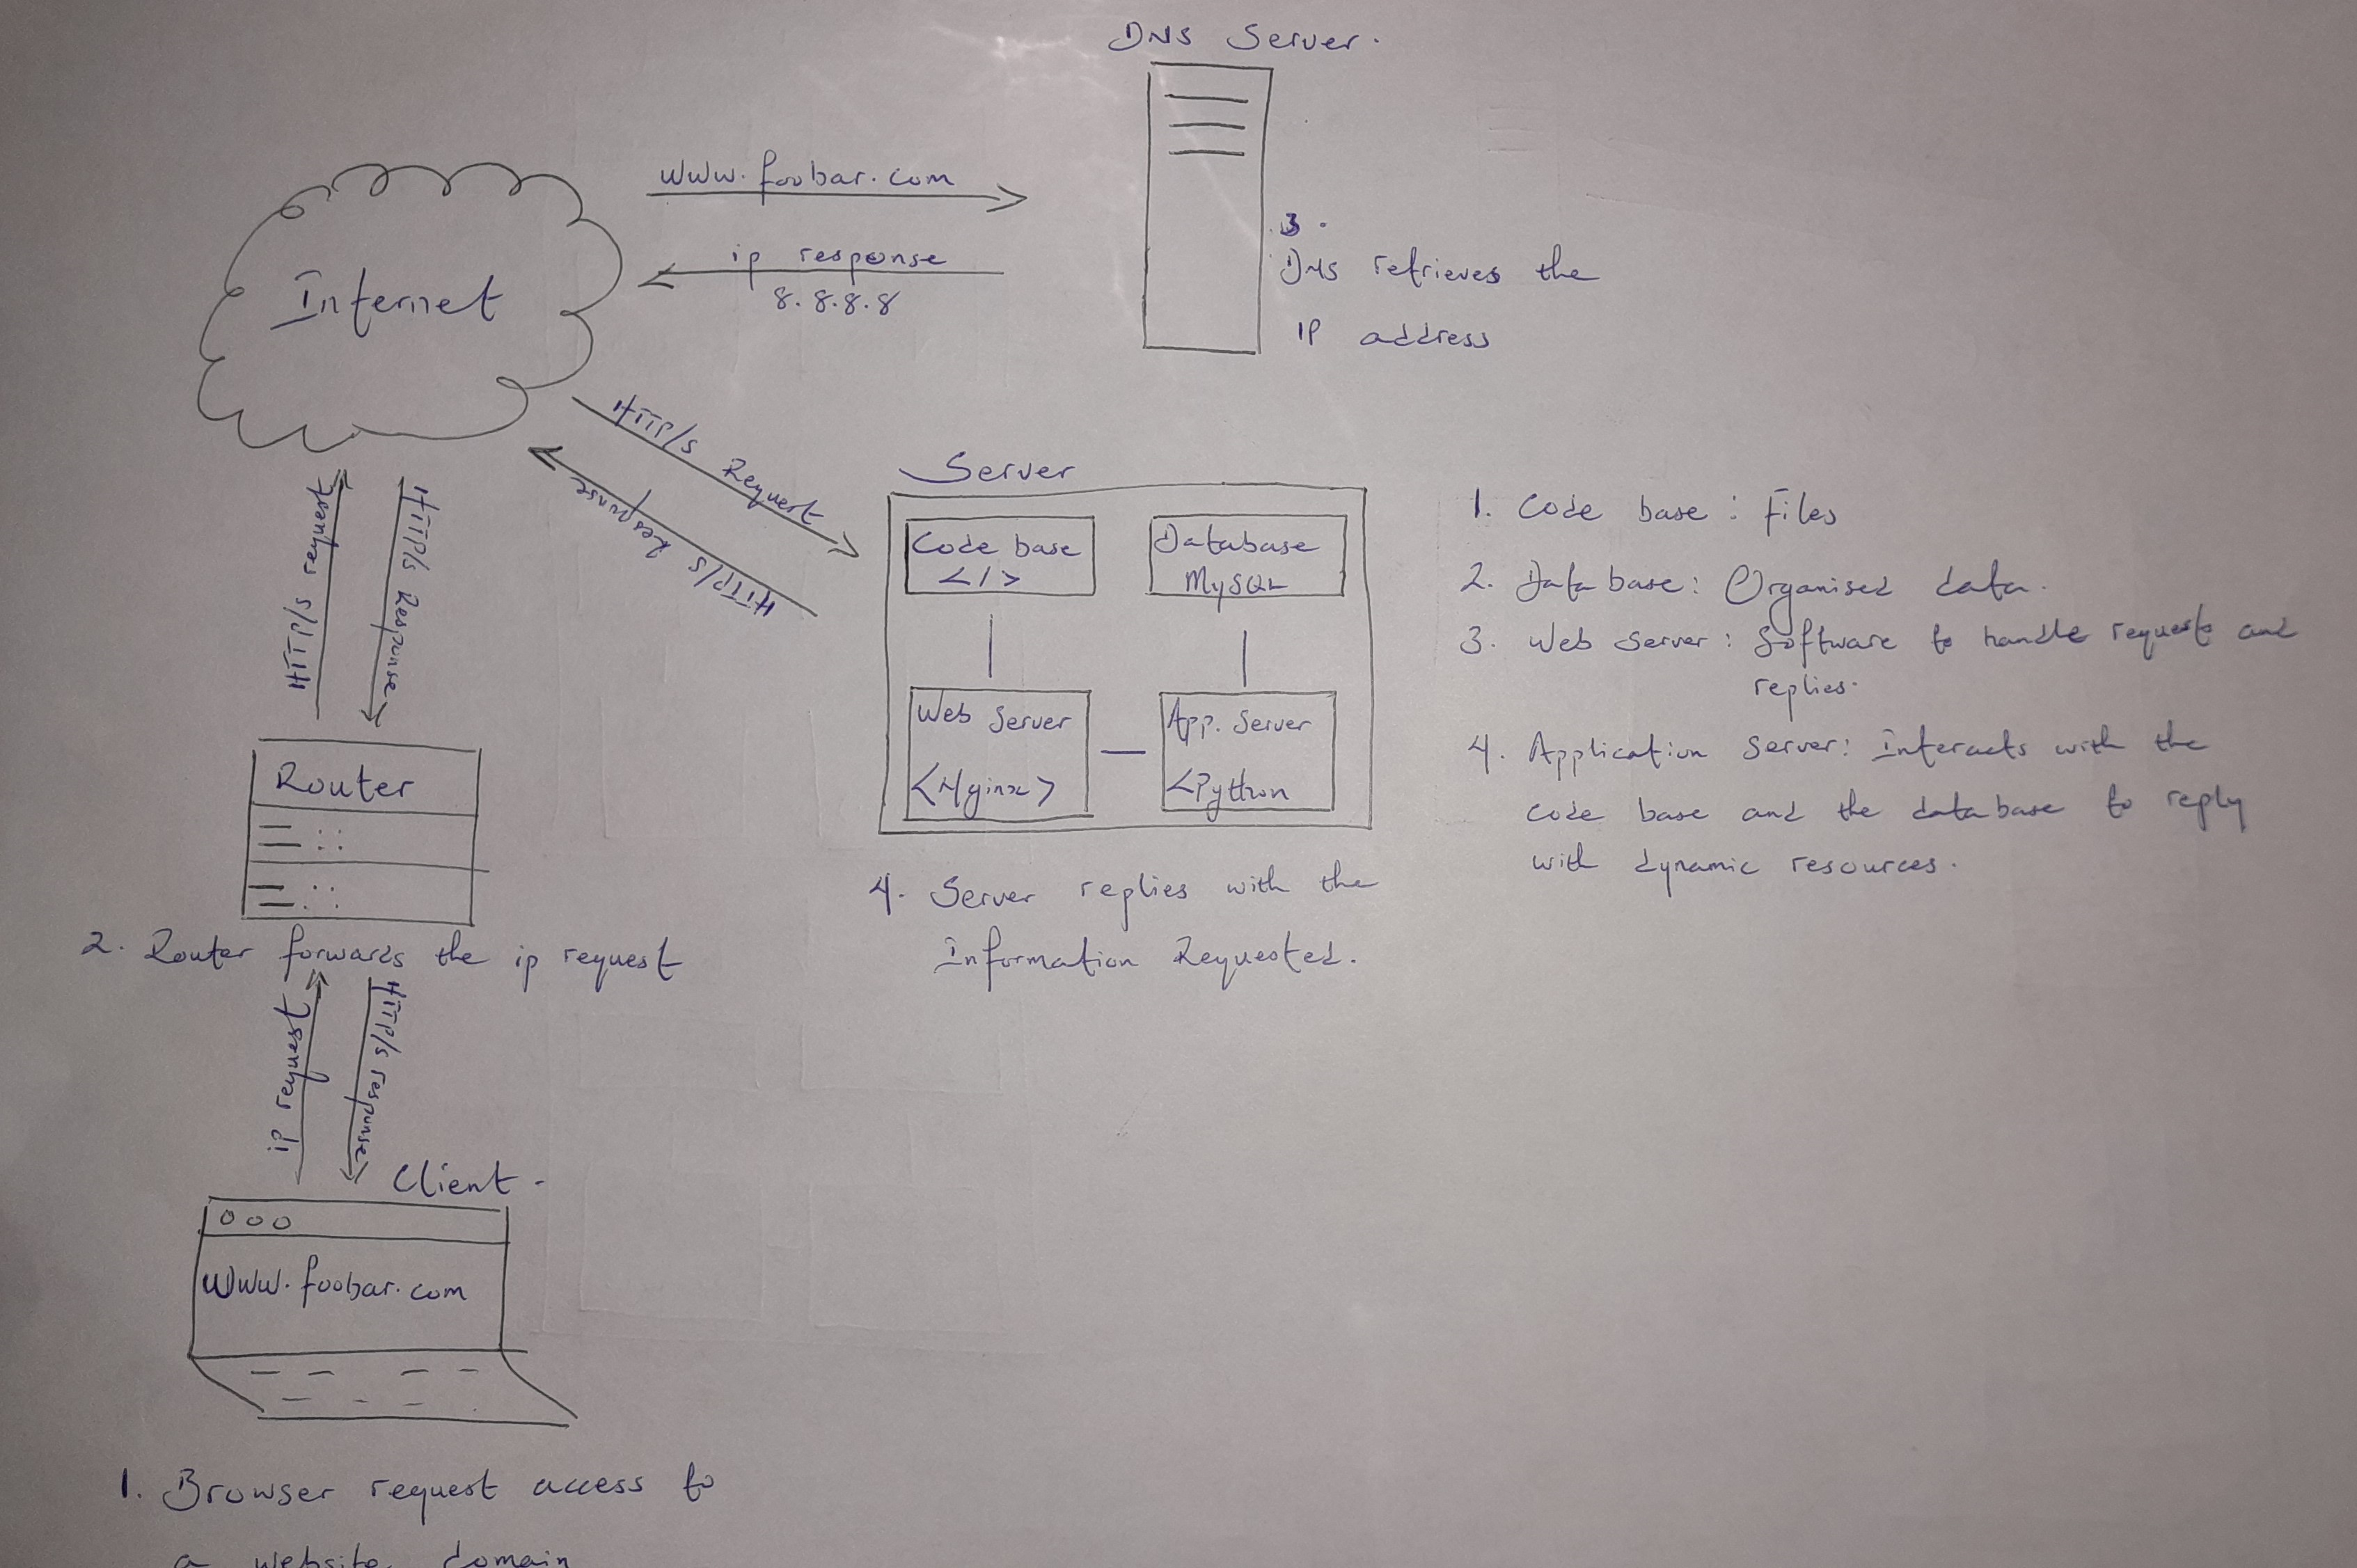 DNS Server.
www.foobar.com
ip response
8.8.8.8
3.
DNS retrieves the
IP address
Internet
HTTP/s Request
HTTP/s Response
HTTP/s request
HTTP/s Response
Server
Code base
</>
Database
MySQL
Web Server
<Nginx>
App. Server
<Python
1. Code base : Files
2. Database: Organised data.
3. Web Server: Software to handle requests and
replies.
4. Application Server: Interacts with the
code base and the database to reply
with dynamic resources.
4. Server replies with the
Information Requested.
Router
2. Router forwards the ip request
ip request
HTTP/s response
Client -
www.foobar.com
1. Browser request access to
a website domain